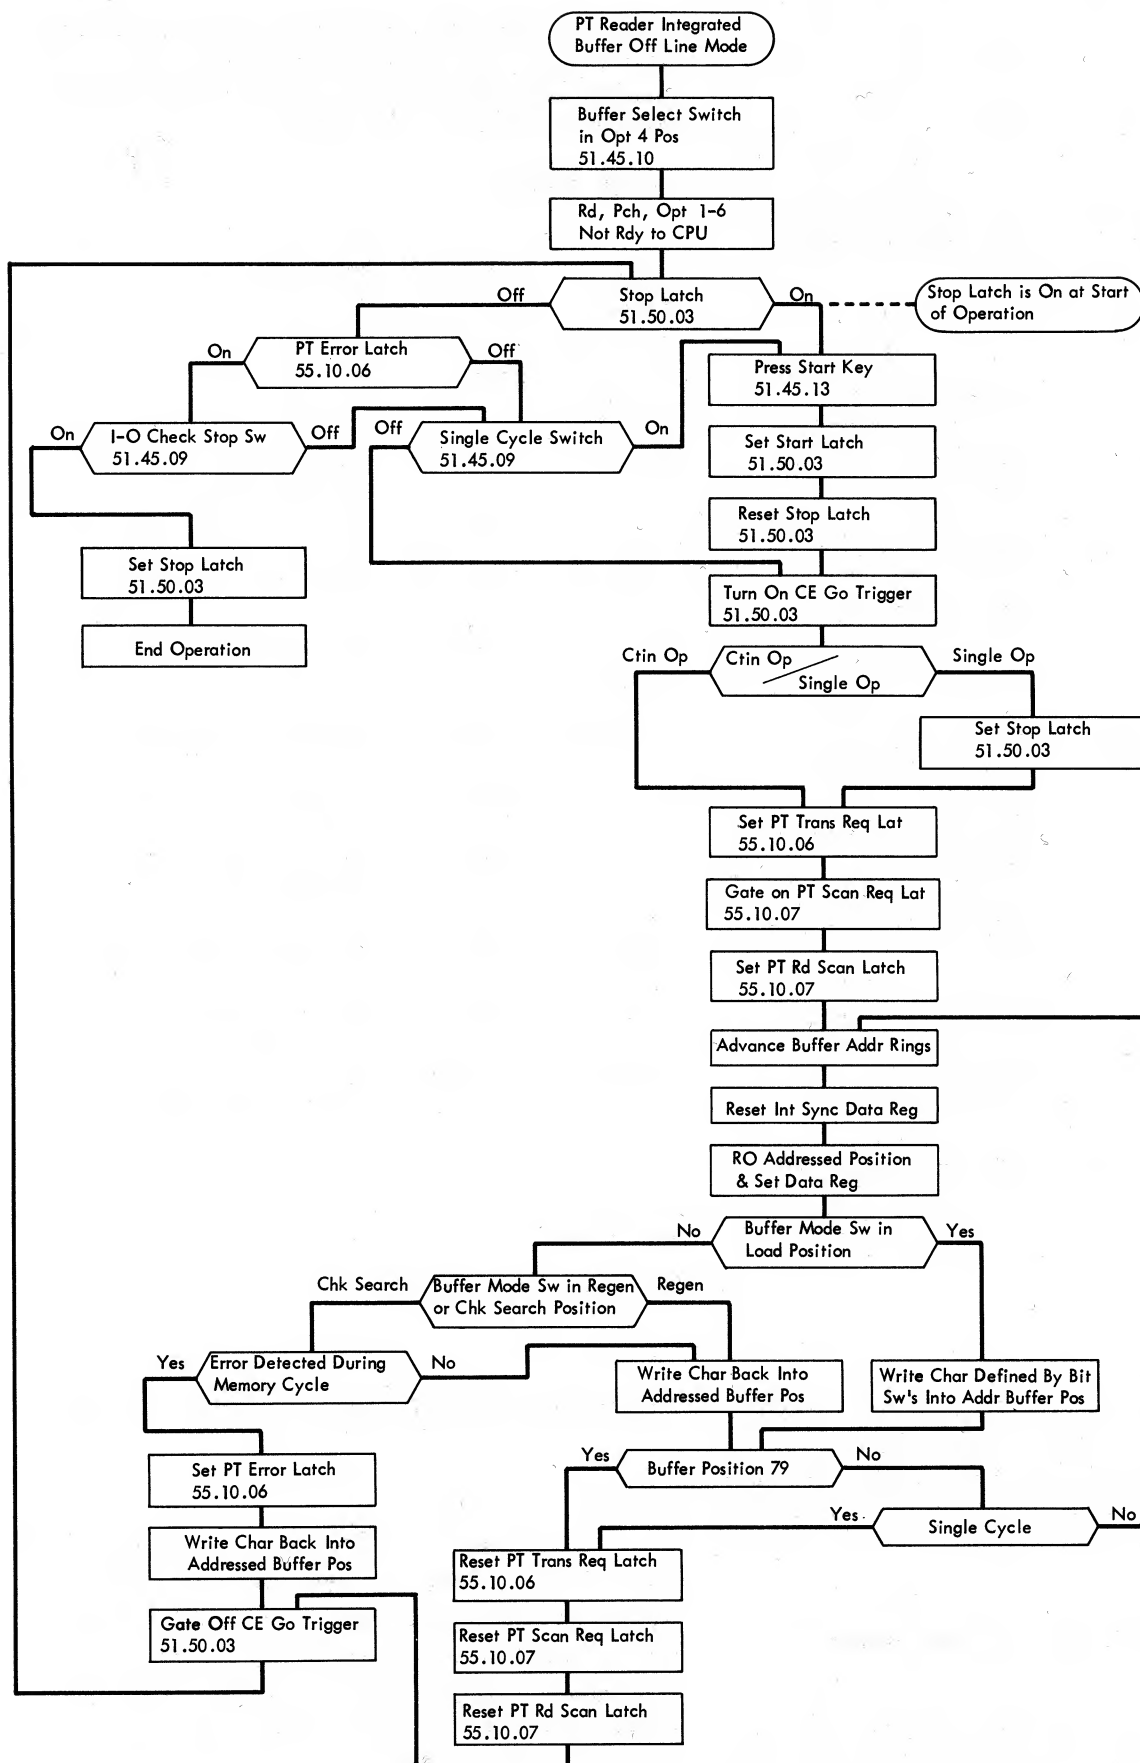 PT Reader Integrated
Buffer Off Line Mode
Buffer Select Switch
in Opt 4 Pos
51.45.10
Rd, Pch, Opt 1-6
Not Rdy to CPU
Off
Stop Latch
51.50.03
On
Stop Latch is On at Start
of Operation
On
PT Error Latch
55.10.06
Off
Press Start Key
51.45.13
On
I-O Check Stop Sw
51.45.09
Off
Off
Single Cycle Switch
51.45.09
On
Set Start Latch
51.50.03
Reset Stop Latch
51.50.03
Set Stop Latch
51.50.03
Turn On CE Go Trigger
51.50.03
End Operation
Ctin Op
Ctin Op
Single Op
Single Op
Set Stop Latch
51.50.03
Set PT Trans Req Lat
55.10.06
Gate on PT Scan Req Lat
55.10.07
Set PT Rd Scan Latch
55.10.07
Advance Buffer Addr Rings
Reset Int Sync Data Reg
RO Addressed Position
& Set Data Reg
No
Buffer Mode Sw in
Load Position
Yes
Chk Search
Buffer Mode Sw in Regen
or Chk Search Position
Regen
Yes
Error Detected During
Memory Cycle
No
Write Char Back Into
Addressed Buffer Pos
Write Char Defined By Bit
Sw's Into Addr Buffer Pos
Set PT Error Latch
55.10.06
Yes
Buffer Position 79
No
Yes
Single Cycle
No
Write Char Back Into
Addressed Buffer Pos
Reset PT Trans Req Latch
55.10.06
Gate Off CE Go Trigger
51.50.03
Reset PT Scan Req Latch
55.10.07
Reset PT Rd Scan Latch
55.10.07